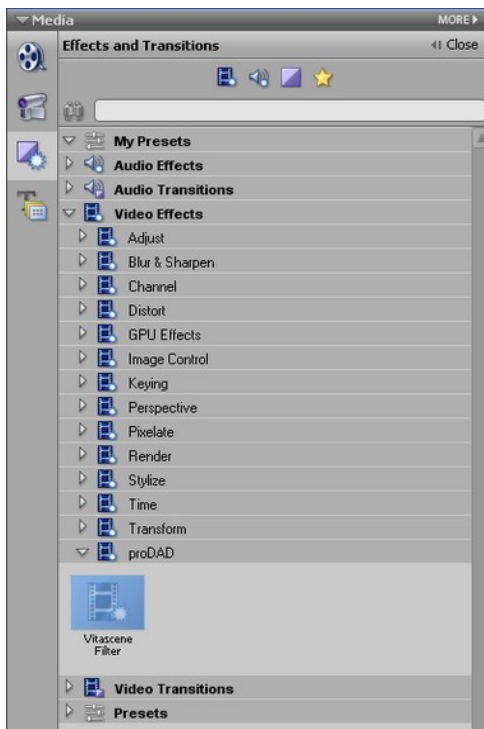 Media MORE
Effects and Transitions Close
My Presets
Audio Effects
Audio Transitions
Video Effects
Adjust
Blur & Sharpen
Channel
Distort
GPU Effects
Image Control
Keying
Perspective
Pixelate
Render
Stylize
Time
Transform
proDAD
Vitascene
Filter
Video Transitions
Presets